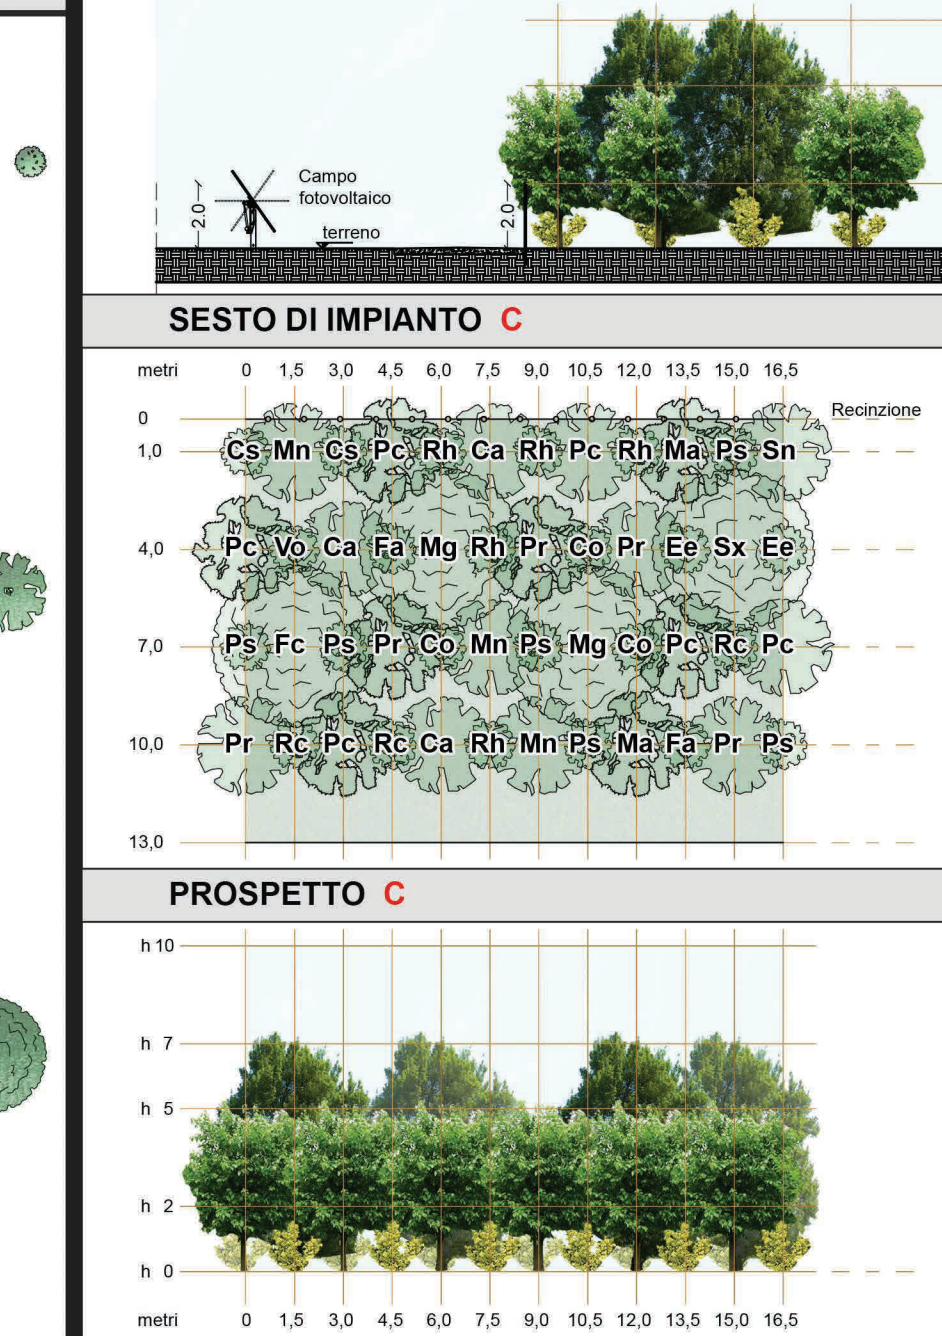 Campo
fotovoltaico
2.0
2.0
terreno
SESTO DI IMPIANTO C
metri 0 1,5 3,0 4,5 6,0 7,5 9,0 10,5 12,0 13,5 15,0 16,5
0 Recinzione
1,0 Cs Mn Cs Pc Rh Ca Rh Pc Rh Ma Ps Sn
4,0 Pc Vo Ca Fa Mg Rh Pr Co Pr Ee Sx Ee
7,0 Ps Fc Ps Pr Co Mn Ps Mg Co Pc Rc Pc
10,0 Pr Rc Pc Rc Ca Rh Mn Ps Ma Fa Pr Ps
13,0
PROSPETTO C
h 10
h 7
h 5
h 2
h 0
metri 0 1,5 3,0 4,5 6,0 7,5 9,0 10,5 12,0 13,5 15,0 16,5